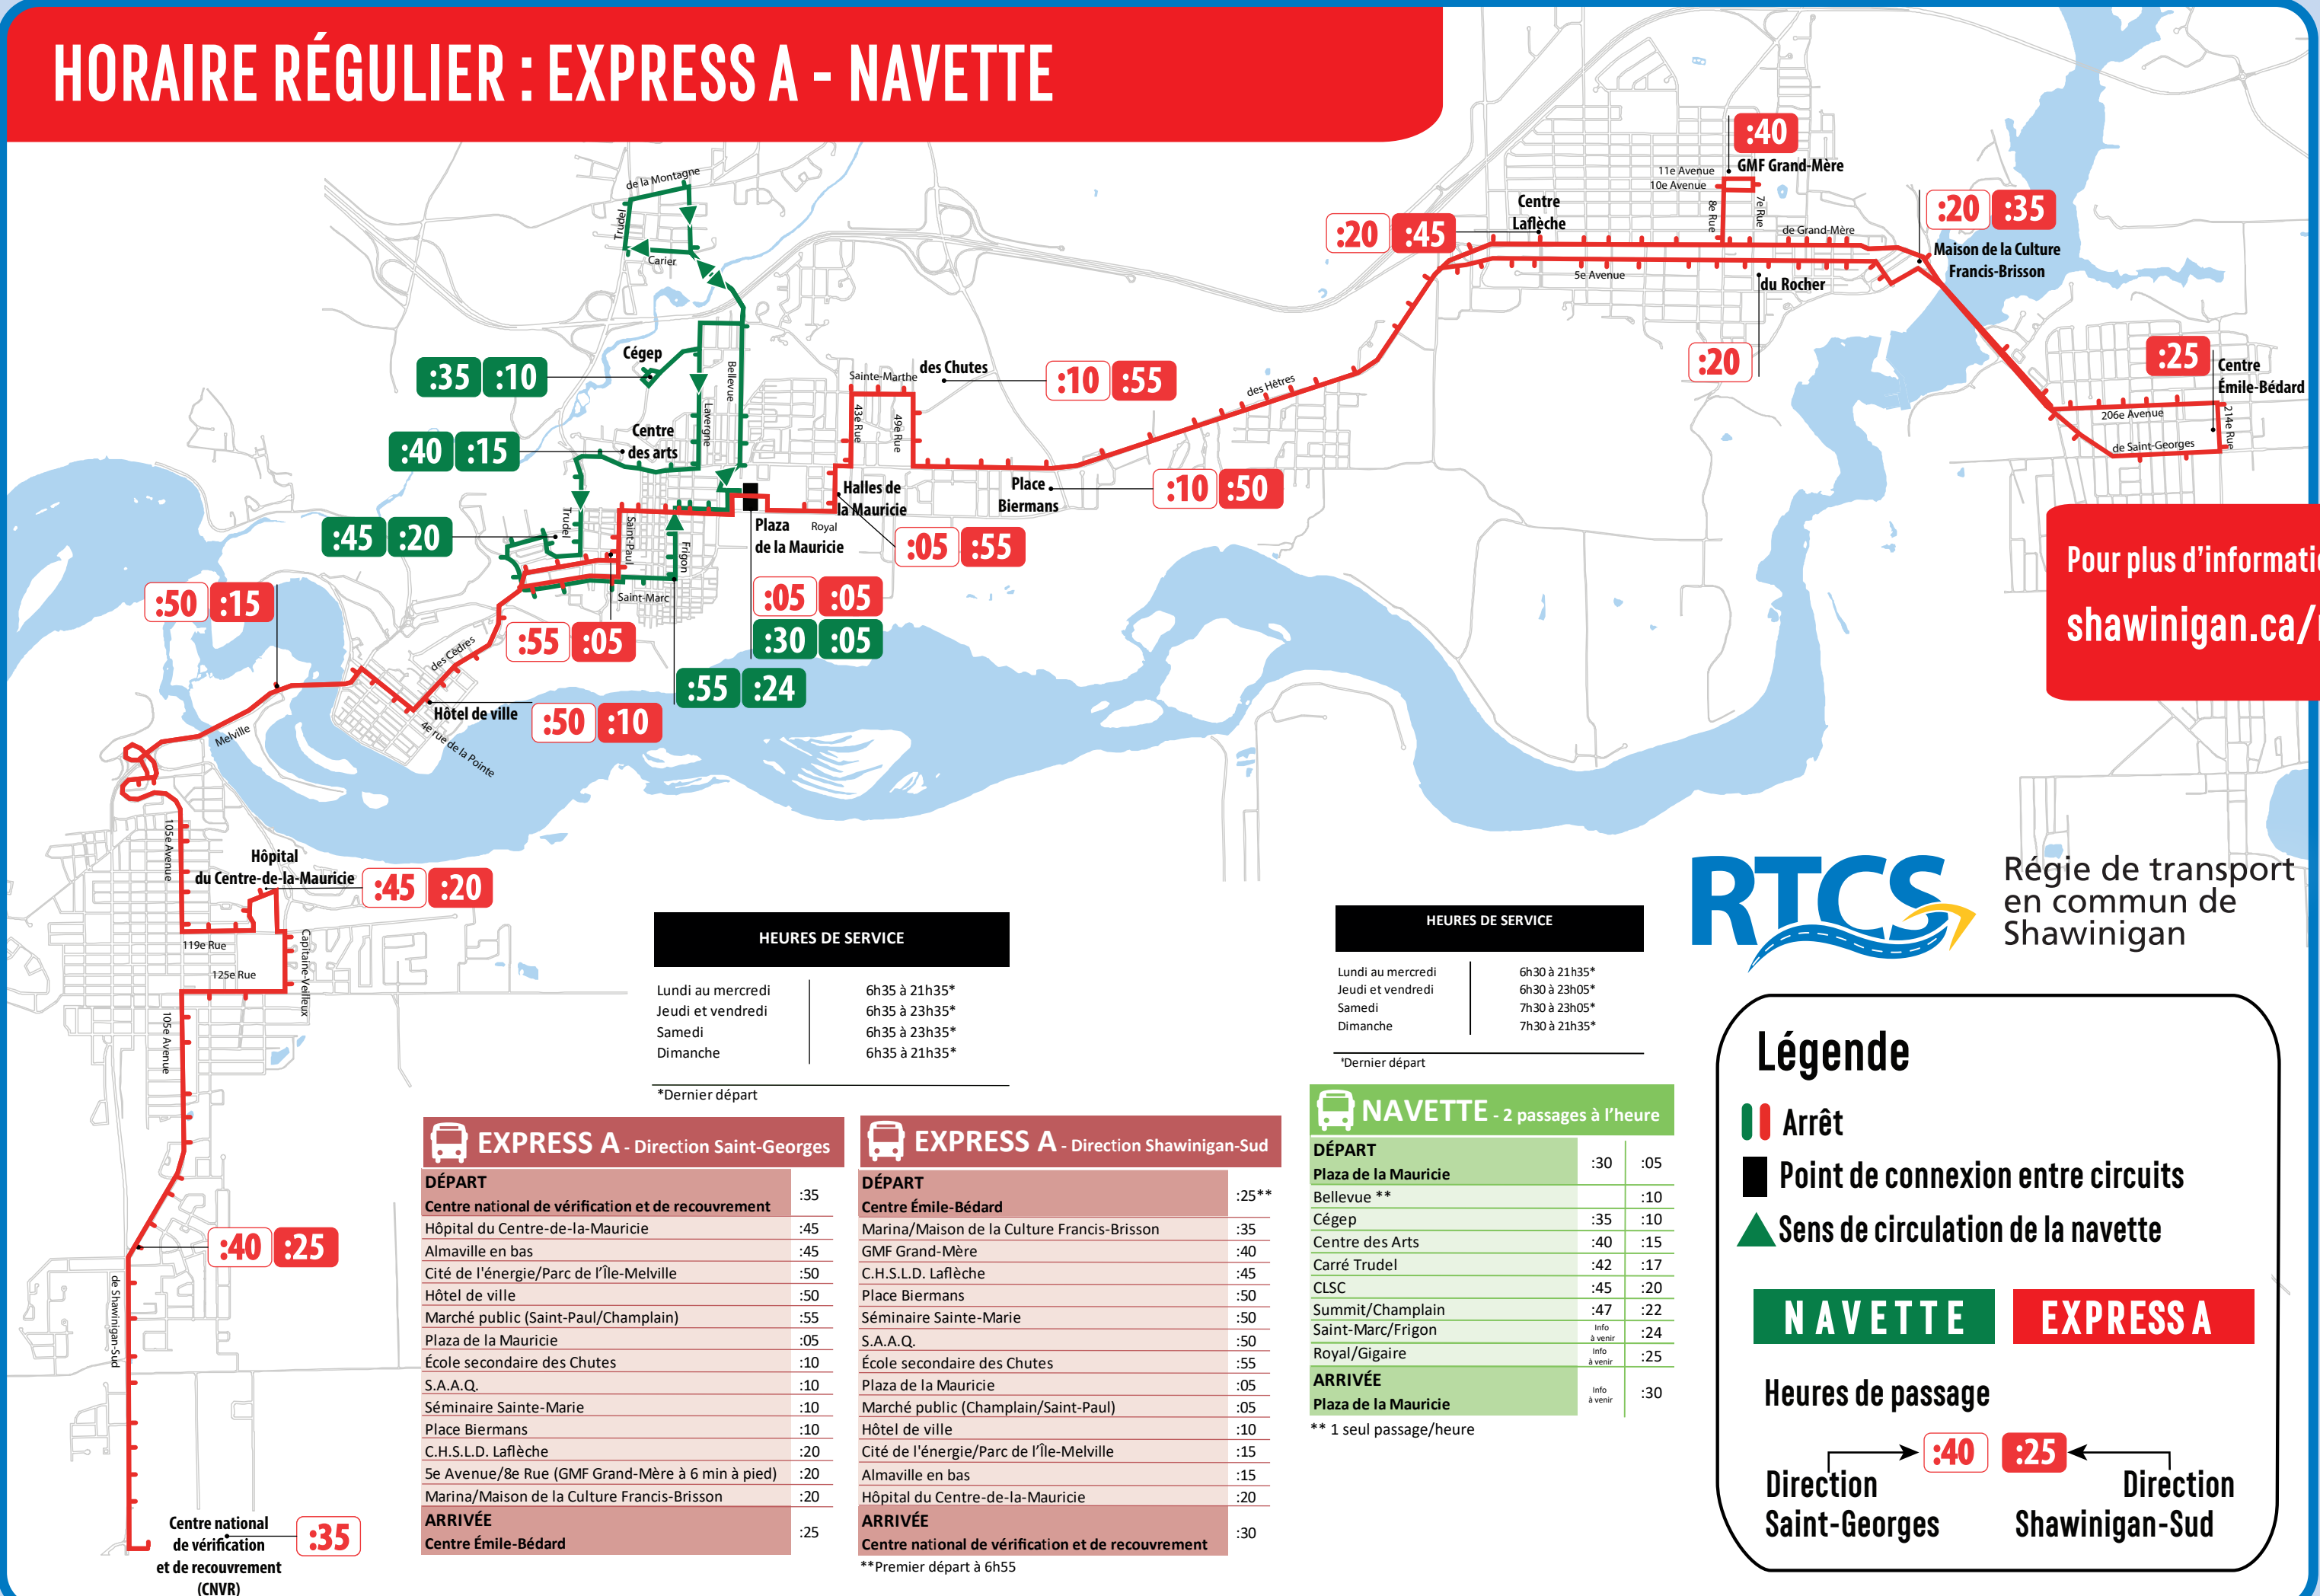 HORAIRE RÉGULIER : EXPRESS A - NAVETTE
de la Montagne
Trudel
Carier
Cégep
:35 :10
Bellevue
Lavergne
Centre
des arts
:40 :15
Trudel
:45 :20
Saint-Paul
Frigon
Saint-Marc
Sainte-Marthe
43e Rue
49e Rue
des Chutes
:10 :55
des Hêtres
Halles de
la Mauricie
:05 :55
Place
Biermans
:10 :50
Plaza
de la Mauricie
Royal
:05 :05
:30 :05
:55 :24
:55 :05
:50 :15
des Cèdres
Hôtel de ville
:50 :10
4e rue de la Pointe
Melville
:20 :45
Centre
Laflèche
:40
GMF Grand-Mère
11e Avenue
10e Avenue
8e Rue
7e Rue
de Grand-Mère
5e Avenue
du Rocher
:20
:20 :35
Maison de la Culture
Francis-Brisson
:25
Centre
Émile-Bédard
206e Avenue
214e Rue
de Saint-Georges
Pour plus d'informati
shawinigan.ca/
105e Avenue
Hôpital
du Centre-de-la-Mauricie
:45 :20
119e Rue
125e Rue
Capitaine-Veilleux
105e Avenue
:40 :25
de Shawinigan-Sud
Centre national
de vérification
et de recouvrement
(CNVR)
:35
HEURES DE SERVICE
Lundi au mercredi 6h35 à 21h35*
Jeudi et vendredi 6h35 à 23h35*
Samedi 6h35 à 23h35*
Dimanche 6h35 à 21h35*
*Dernier départ
HEURES DE SERVICE
Lundi au mercredi 6h30 à 21h35*
Jeudi et vendredi 6h30 à 23h05*
Samedi 7h30 à 23h05*
Dimanche 7h30 à 21h35*
*Dernier départ
EXPRESS A - Direction Saint-Georges
DÉPART
Centre national de vérification et de recouvrement :35
Hôpital du Centre-de-la-Mauricie :45
Almaville en bas :45
Cité de l'énergie/Parc de l'Île-Melville :50
Hôtel de ville :50
Marché public (Saint-Paul/Champlain) :55
Plaza de la Mauricie :05
École secondaire des Chutes :10
S.A.A.Q. :10
Séminaire Sainte-Marie :10
Place Biermans :10
C.H.S.L.D. Laflèche :20
5e Avenue/8e Rue (GMF Grand-Mère à 6 min à pied) :20
Marina/Maison de la Culture Francis-Brisson :20
ARRIVÉE
Centre Émile-Bédard :25
EXPRESS A - Direction Shawinigan-Sud
DÉPART
Centre Émile-Bédard :25**
Marina/Maison de la Culture Francis-Brisson :35
GMF Grand-Mère :40
C.H.S.L.D. Laflèche :45
Place Biermans :50
Séminaire Sainte-Marie :50
S.A.A.Q. :50
École secondaire des Chutes :55
Plaza de la Mauricie :05
Marché public (Champlain/Saint-Paul) :05
Hôtel de ville :10
Cité de l'énergie/Parc de l'Île-Melville :15
Almaville en bas :15
Hôpital du Centre-de-la-Mauricie :20
ARRIVÉE
Centre national de vérification et de recouvrement :30
**Premier départ à 6h55
NAVETTE - 2 passages à l'heure
DÉPART
Plaza de la Mauricie :30 :05
Bellevue ** :10
Cégep :35 :10
Centre des Arts :40 :15
Carré Trudel :42 :17
CLSC :45 :20
Summit/Champlain :47 :22
Saint-Marc/Frigon Info à venir :24
Royal/Gigaire Info à venir :25
ARRIVÉE
Plaza de la Mauricie Info à venir :30
** 1 seul passage/heure
RTCS
Régie de transport
en commun de
Shawinigan
Légende
Arrêt
Point de connexion entre circuits
Sens de circulation de la navette
NAVETTE EXPRESS A
Heures de passage
:40 :25
Direction
Saint-Georges
Direction
Shawinigan-Sud